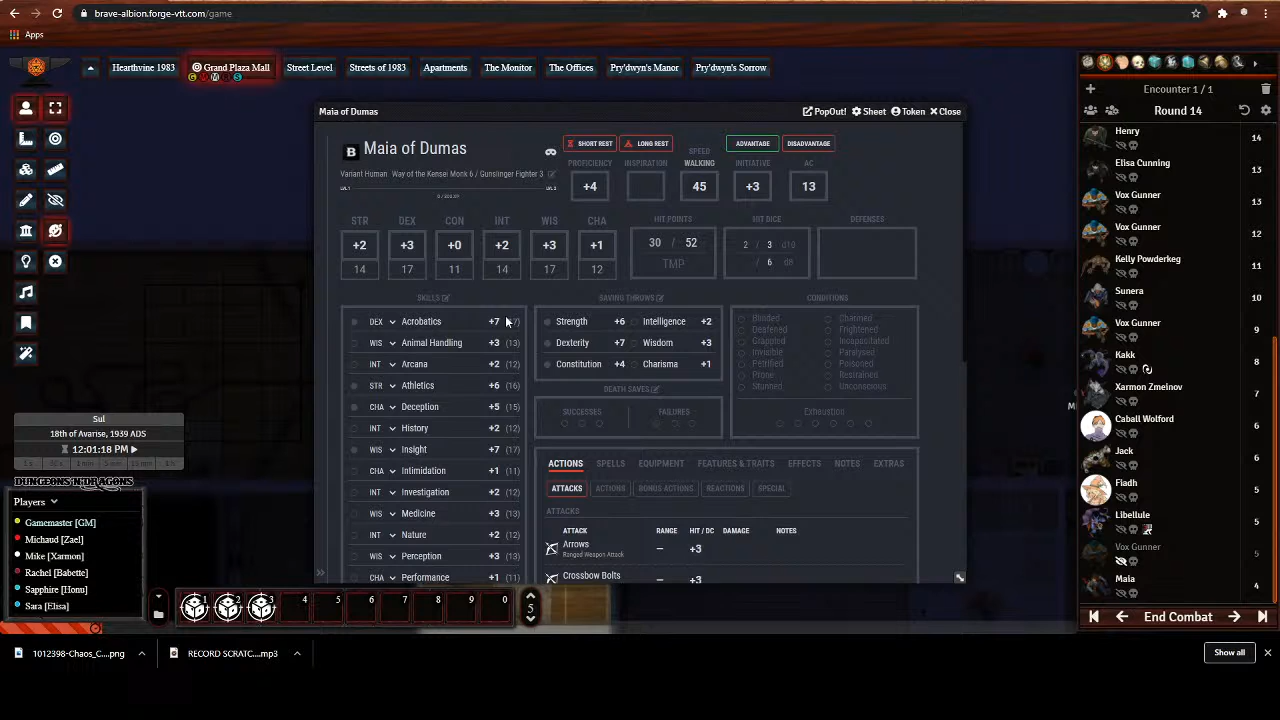 brave-albion.forge-vtt.com/game
Apps
Hearthvine 1983
Grand Plaza Mall
Street Level
Streets of 1983
Apartments
The Monitor
The Offices
Pry'dwyn's Manor
Pry'dwyn's Sorrow
G M M R S
Maia of Dumas
PopOut! Sheet Token Close
B Maia of Dumas
SHORT REST LONG REST
ADVANTAGE DISADVANTAGE
Variant Human Way of the Kensei Monk 6 / Gunslinger Fighter 3
PROFICIENCY INSPIRATION SPEED WALKING INITIATIVE AC
+4 45 +3 13
STR DEX CON INT WIS CHA
+2 +3 +0 +2 +3 +1
14 17 11 14 17 12
HIT POINTS
30 / 52
TMP
HIT DICE
2 / 3 d10
/ 6 d8
DEFENSES
SKILLS
DEX Acrobatics +7
WIS Animal Handling +3 (13)
INT Arcana +2 (12)
STR Athletics +6 (16)
CHA Deception +5 (15)
INT History +2 (12)
WIS Insight +7 (17)
CHA Intimidation +1 (11)
INT Investigation +2 (12)
WIS Medicine +3 (13)
INT Nature +2 (12)
WIS Perception +3 (13)
CHA Performance +1 (11)
SAVING THROWS
Strength +6 Intelligence +2
Dexterity +7 Wisdom +3
Constitution +4 Charisma +1
DEATH SAVES
SUCCESSES FAILURES
CONDITIONS
Blinded Charmed
Deafened Frightened
Grappled Incapacitated
Invisible Paralysed
Petrified Poisoned
Prone Restrained
Stunned Unconscious
Exhaustion
ACTIONS SPELLS EQUIPMENT FEATURES & TRAITS EFFECTS NOTES EXTRAS
ATTACKS ACTIONS BONUS ACTIONS REACTIONS SPECIAL
ATTACKS
ATTACK RANGE HIT / DC DAMAGE NOTES
Arrows — +3
Ranged Weapon Attack
Crossbow Bolts — +3
Sul
18th of Avarise, 1939 ADS
12:01:18 PM
DUNGEONS 'N' DRAGONS
Players
Gamemaster [GM]
Michaud [Zael]
Mike [Xarmon]
Rachel [Babette]
Sapphire [Honu]
Sara [Elisa]
1 2 3 4 5 6 7 8 9 0
5
Encounter 1 / 1
Round 14
Henry 14
Elisa Cunning 13
Vox Gunner 13
Vox Gunner 12
Kelly Powderkeg 11
Sunera 10
Vox Gunner 9
Kakk 8
Xarmon Zmelnov 7
Caball Wolford 6
Jack 6
Fiadh 5
Libellule 5
Vox Gunner 5
Maia 4
End Combat
1012398-Chaos_C....png
RECORD SCRATC....mp3
Show all